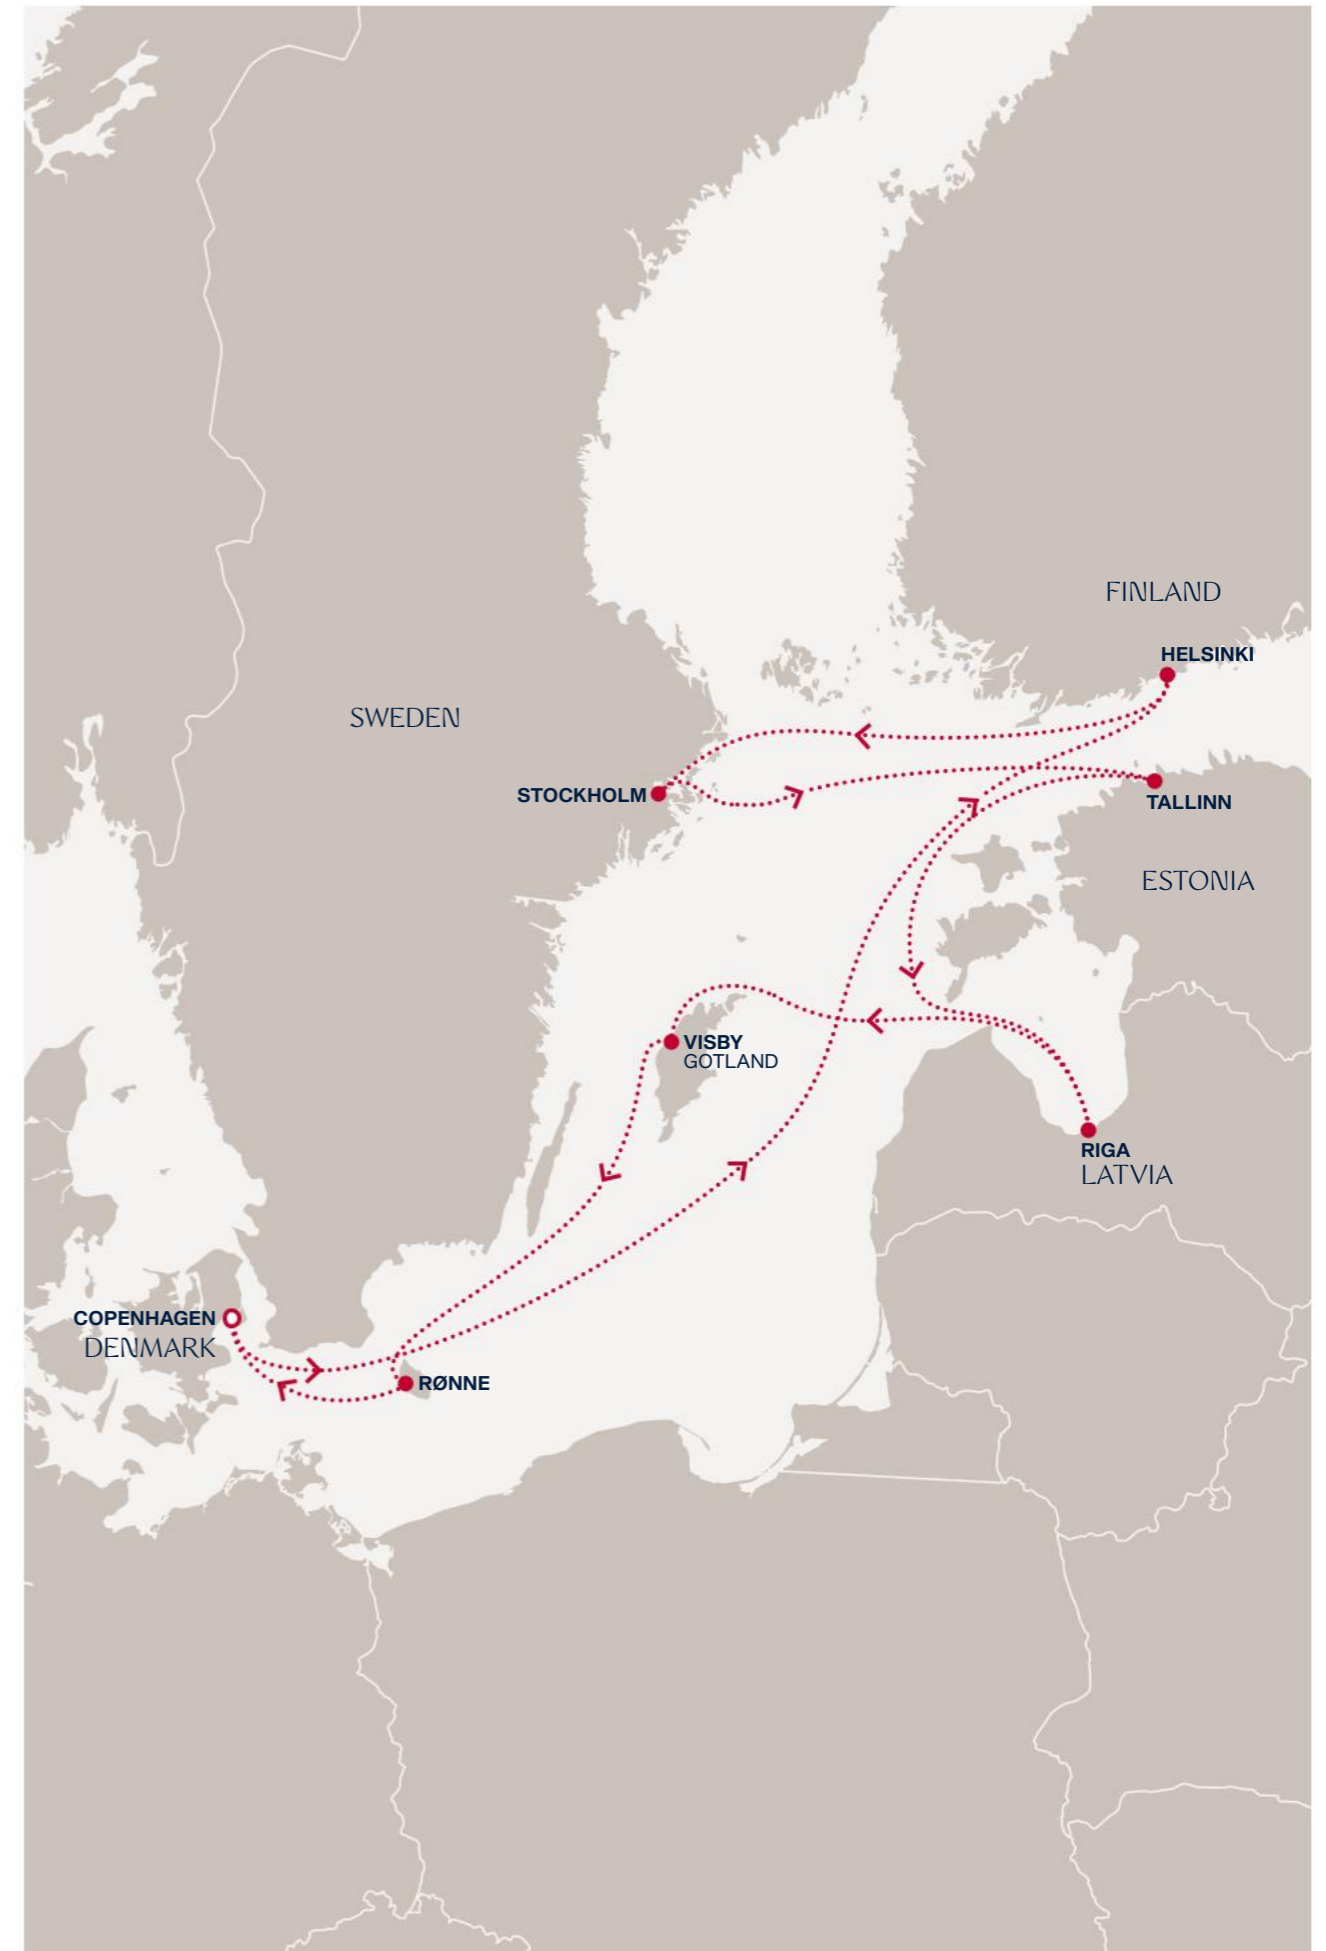 FINLAND
HELSINKI
SWEDEN
STOCKHOLM
TALLINN
ESTONIA
VISBY
GOTLAND
RIGA
LATVIA
COPENHAGEN
DENMARK
RØNNE